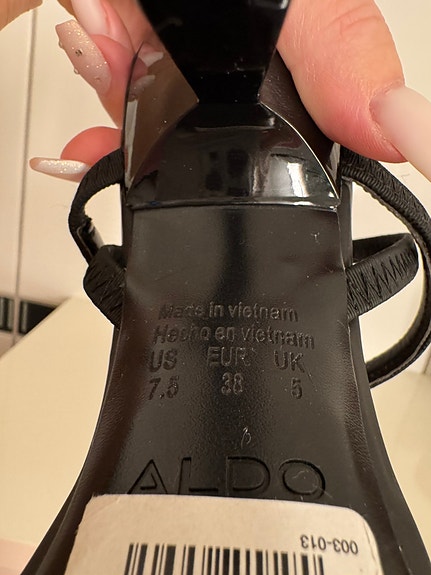 Made in vietnam
Hecho en vietnam
US EUR UK
7.5 38 5
ALDO
003-013